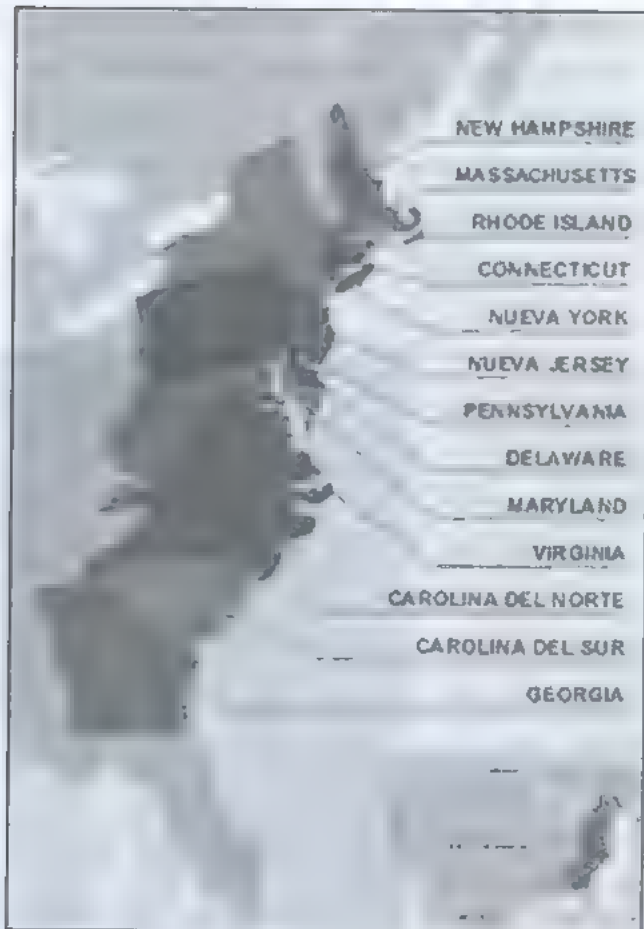 NEW HAMPSHIRE
MASSACHUSETTS
RHODE ISLAND
CONNECTICUT
NUEVA YORK
NUEVA JERSEY
PENNSYLVANIA
DELAWARE
MARYLAND
VIRGINIA
CAROLINA DEL NORTE
CAROLINA DEL SUR
GEORGIA